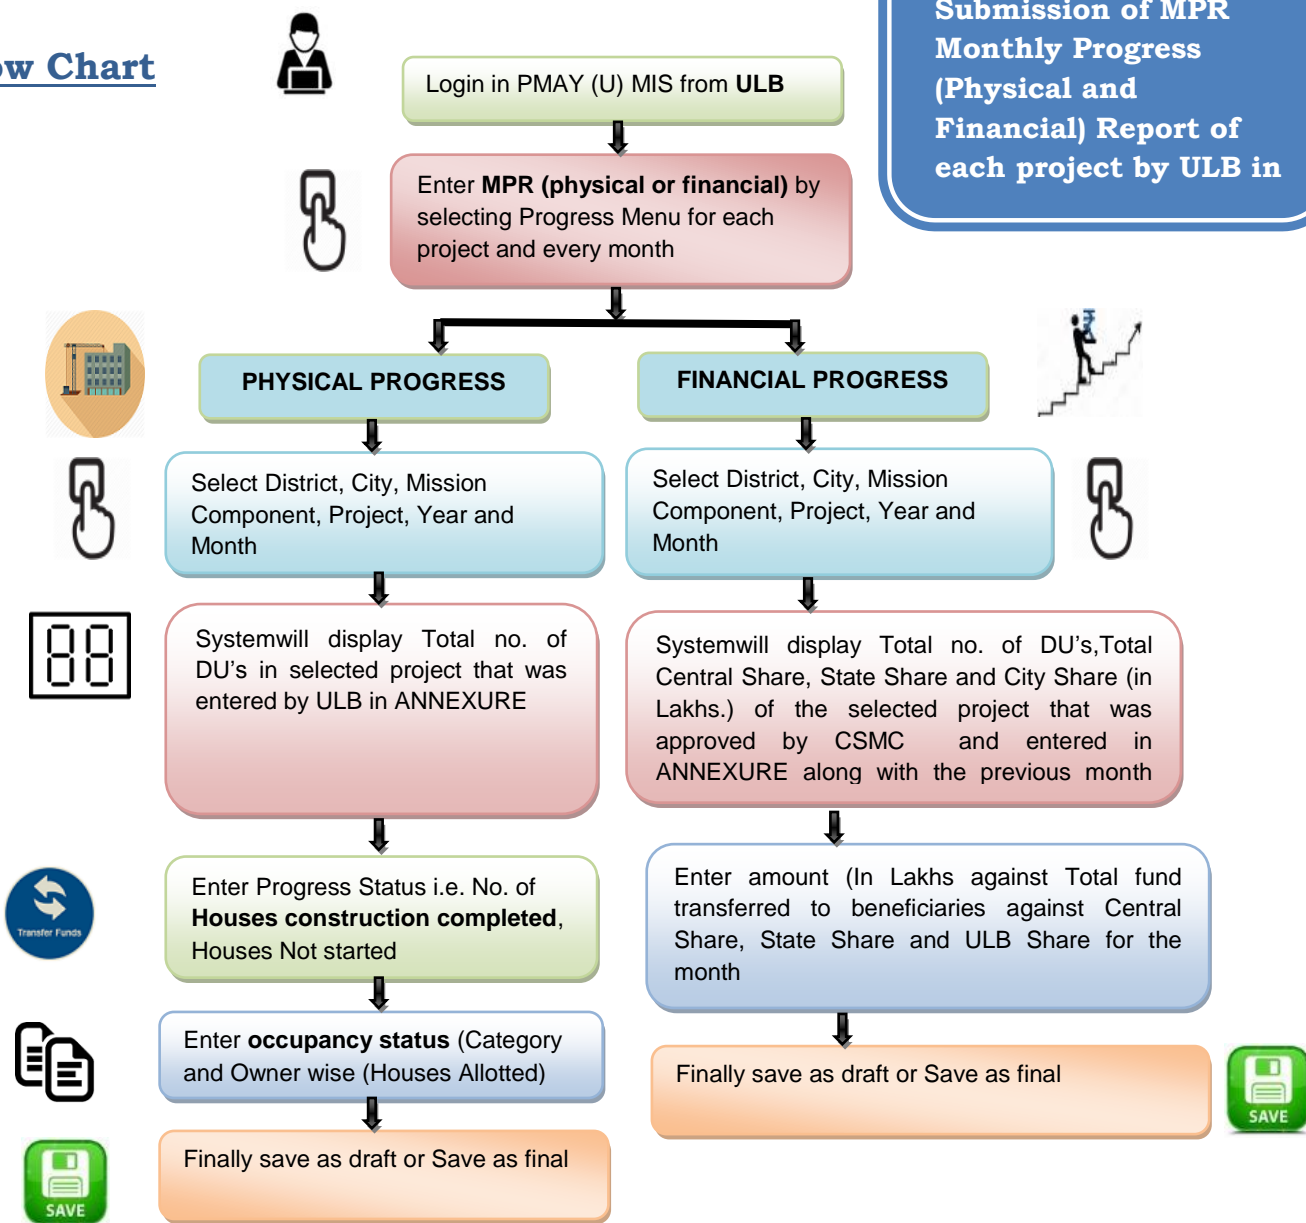 ow Chart
Submission of MPR
Monthly Progress
(Physical and
Financial) Report of
each project by ULB in
Login in PMAY (U) MIS from ULB
Enter MPR (physical or financial) by
selecting Progress Menu for each
project and every month
PHYSICAL PROGRESS
FINANCIAL PROGRESS
Select District, City, Mission
Component, Project, Year and
Month
Select District, City, Mission
Component, Project, Year and
Month
88
Systemwill display Total no. of
DU's in selected project that was
entered by ULB in ANNEXURE
Systemwill display Total no. of DU's,Total
Central Share, State Share and City Share (in
Lakhs.) of the selected project that was
approved by CSMC and entered in
ANNEXURE along with the previous month
Transfer Funds
Enter Progress Status i.e. No. of
Houses construction completed,
Houses Not started
Enter amount (In Lakhs against Total fund
transferred to beneficiaries against Central
Share, State Share and ULB Share for the
month
Enter occupancy status (Category
and Owner wise (Houses Allotted)
Finally save as draft or Save as final
SAVE
Finally save as draft or Save as final
SAVE